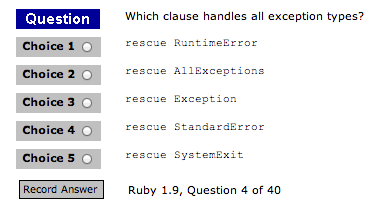 Question Which clause handles all exception types?
Choice 1 rescue RuntimeError
Choice 2 rescue AllExceptions
Choice 3 rescue Exception
Choice 4 rescue StandardError
Choice 5 rescue SystemExit
Record Answer Ruby 1.9, Question 4 of 40